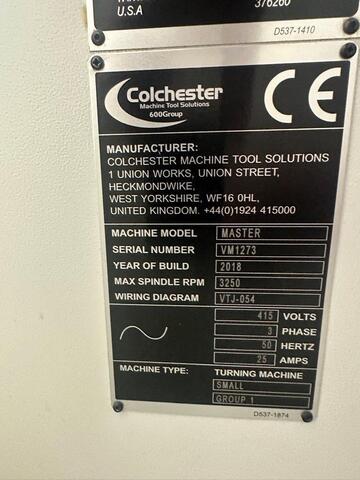 U.S.A
376260
D537-1410
Colchester
Machine Tool Solutions
600Group
CE
MANUFACTURER:
COLCHESTER MACHINE TOOL SOLUTIONS
1 UNION WORKS, UNION STREET,
HECKMONDWIKE,
WEST YORKSHIRE, WF16 0HL,
UNITED KINGDOM. +44(0)1924 415000
MACHINE MODEL MASTER
SERIAL NUMBER VM1273
YEAR OF BUILD 2018
MAX SPINDLE RPM 3250
WIRING DIAGRAM VTJ-054
415 VOLTS
3 PHASE
50 HERTZ
25 AMPS
MACHINE TYPE: TURNING MACHINE
SMALL
GROUP 1
D537-1874